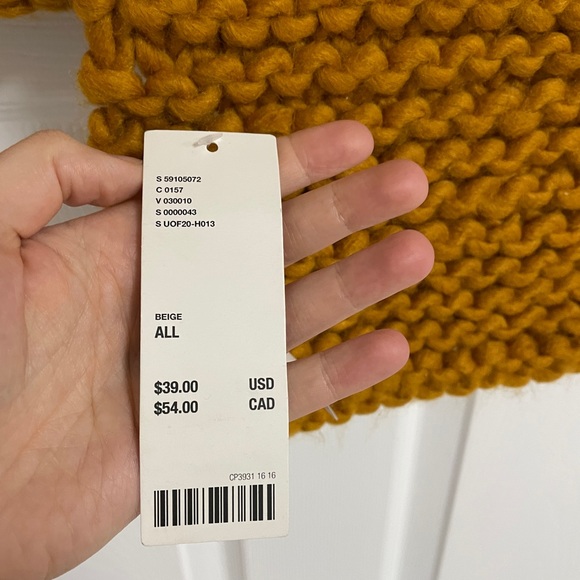 S 59105072
C 0157
V 030010
S 0000043
S UOF20-H013
BEIGE
ALL
$39.00 USD
$54.00 CAD
CP3931 16 16